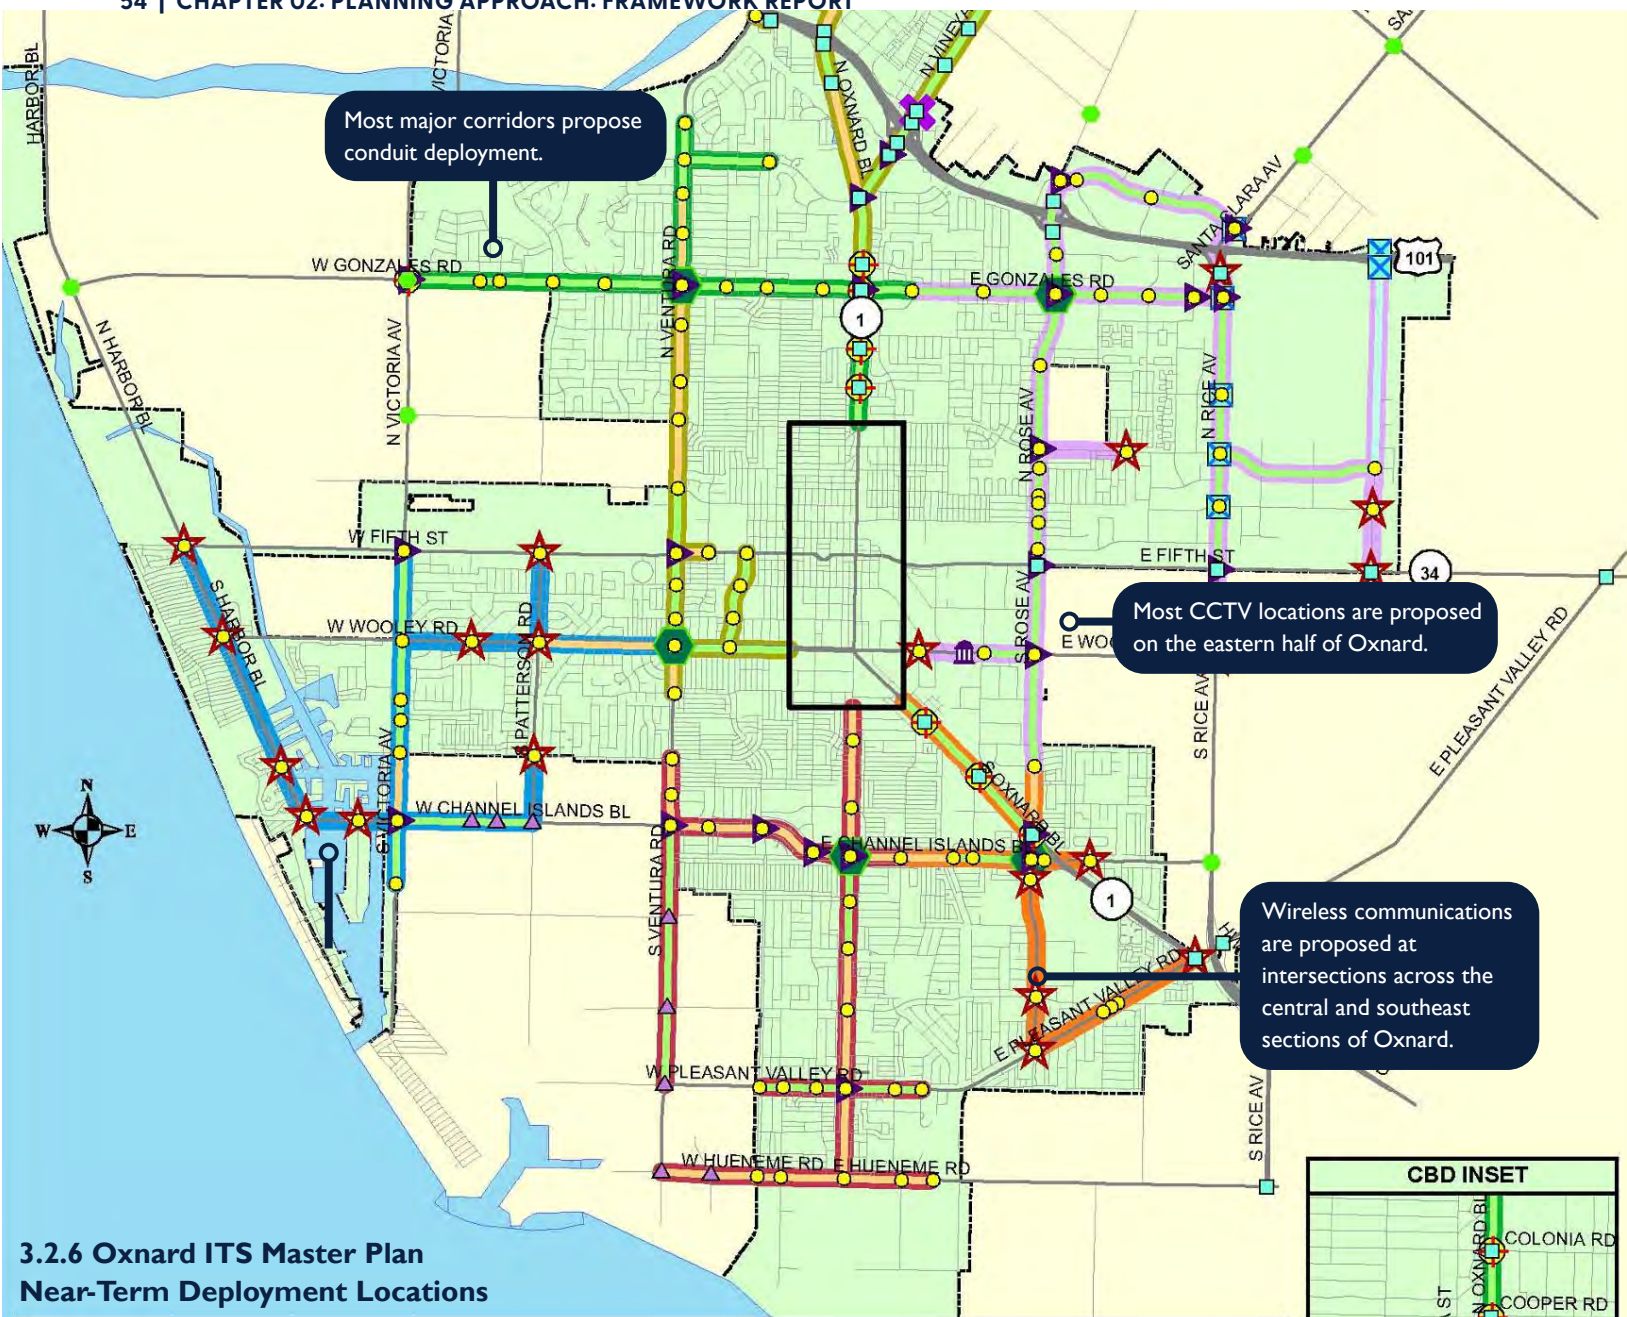 54 | CHAPTER 02: PLANNING APPROACH: FRAMEWORK REPORT
HARBOR BL
VICTORIA
N OXNARD BL
N VINEYA
SA
Most major corridors propose
conduit deployment.
SANTA CLARA AV
W GONZALES RD
E GONZALES RD
101
1
N VENTURA RD
N HARBOR BL
N VICTORIA AV
N ROSE AV
N RICE AV
W FIFTH ST
E FIFTH ST
34
S HARBOR BL
W WOOLEY RD
S PATTERSON RD
S ROSE AV
E WOO
Most CCTV locations are proposed
on the eastern half of Oxnard.
S RICE AV
E PLEASANT VALLEY RD
S VICTORIA AV
S OXNARD BL
N
W E
S
W CHANNEL ISLANDS BL
E CHANNEL ISLANDS B
S VENTURA RD
1
Wireless communications
are proposed at
intersections across the
central and southeast
sections of Oxnard.
E PLEASANT VALLEY RD
W PLEASANT VALLEY RD
S RICE AV
W HUENEME RD
E HUENEME RD
CBD INSET
N OXNARD BL
COLONIA RD
COOPER RD
A ST
3.2.6 Oxnard ITS Master Plan
Near-Term Deployment Locations